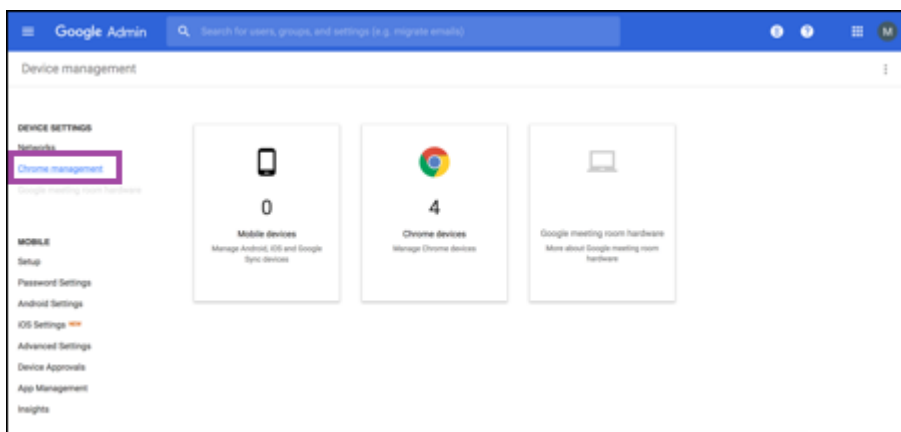 Google Admin
Search for users, groups, and settings (e.g. migrate emails)
M
Device management
DEVICE SETTINGS
Networks
Chrome management
Google meeting room hardware
MOBILE
Setup
Password Settings
Android Settings
iOS Settings NEW
Advanced Settings
Device Approvals
App Management
Insights
0
Mobile devices
Manage Android, iOS and Google
Sync devices
4
Chrome devices
Manage Chrome devices
Google meeting room hardware
More about Google meeting room
hardware